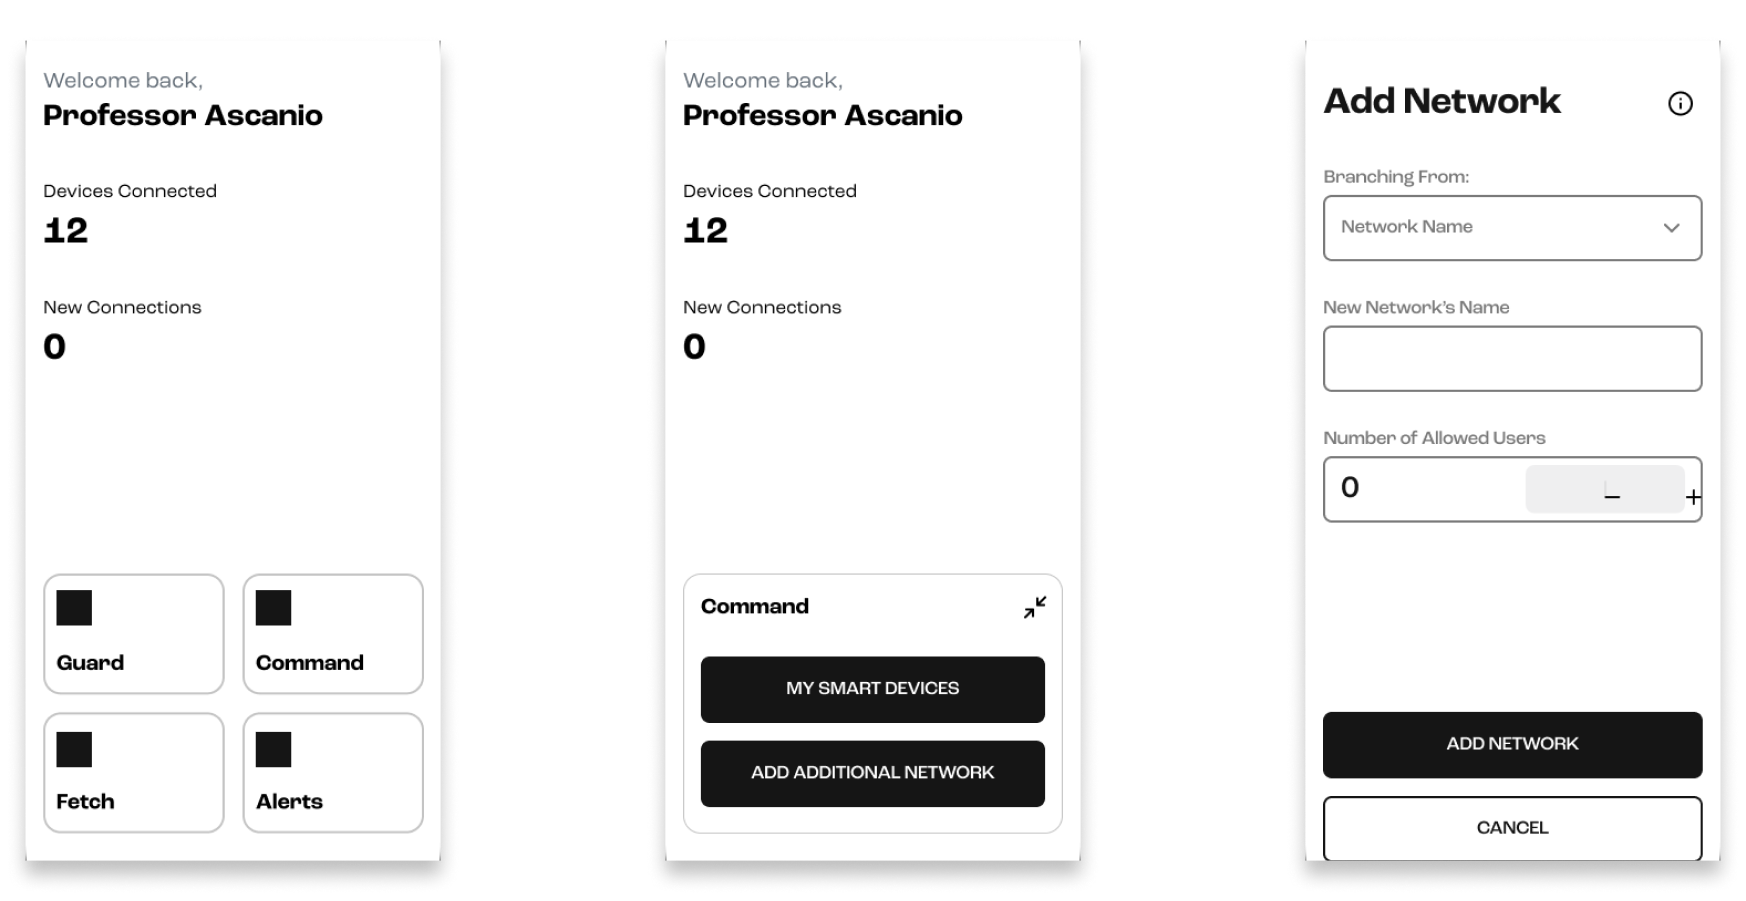 Welcome back,
Professor Ascanio
Devices Connected
12
New Connections
0
Guard
Command
Fetch
Alerts
Welcome back,
Professor Ascanio
Devices Connected
12
New Connections
0
Command
MY SMART DEVICES
ADD ADDITIONAL NETWORK
Add Network
Branching From:
Network Name
New Network's Name
Number of Allowed Users
0 – +
ADD NETWORK
CANCEL